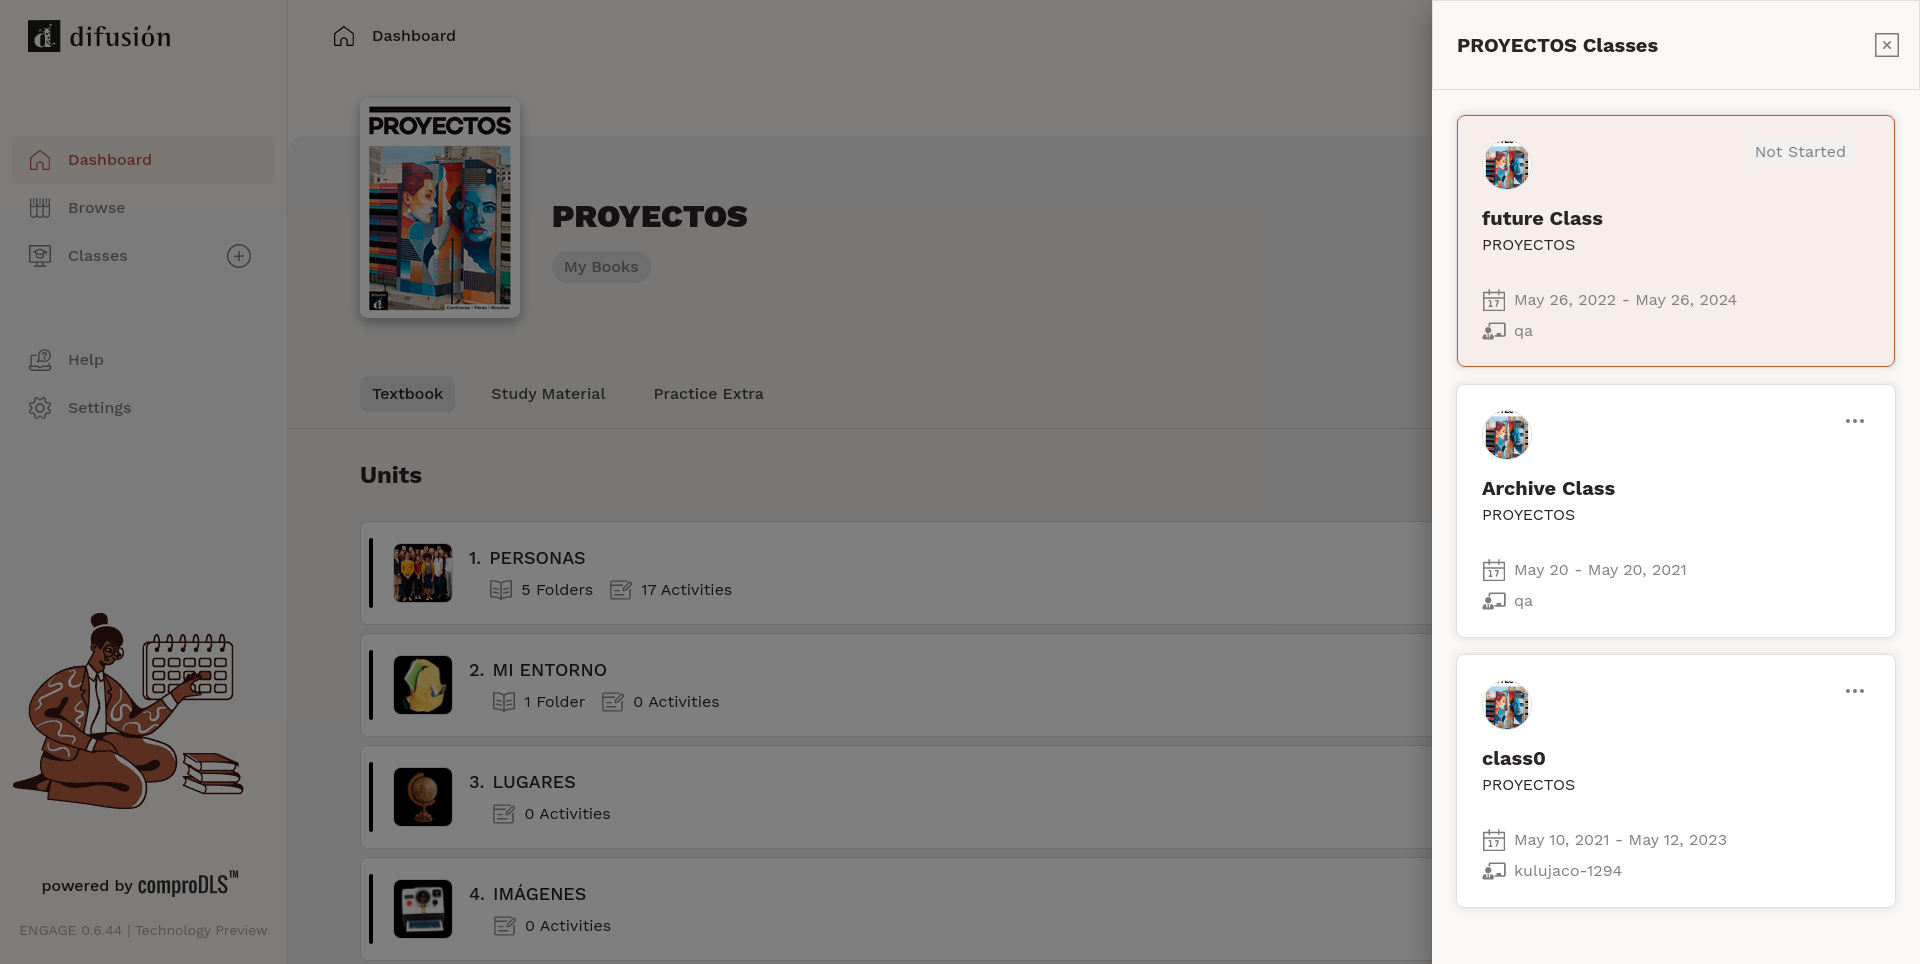 difusión
Dashboard
Browse
Classes
Help
Settings
powered by comproDLS™
ENGAGE 0.6.44 | Technology Preview
Dashboard
PROYECTOS
PROYECTOS
My Books
Textbook
Study Material
Practice Extra
Units
1. PERSONAS
5 Folders
17 Activities
2. MI ENTORNO
1 Folder
0 Activities
3. LUGARES
0 Activities
4. IMÁGENES
0 Activities
PROYECTOS Classes
Not Started
future Class
PROYECTOS
17
May 26, 2022 - May 26, 2024
qa
Archive Class
PROYECTOS
17
May 20 - May 20, 2021
qa
class0
PROYECTOS
17
May 10, 2021 - May 12, 2023
kulujaco-1294